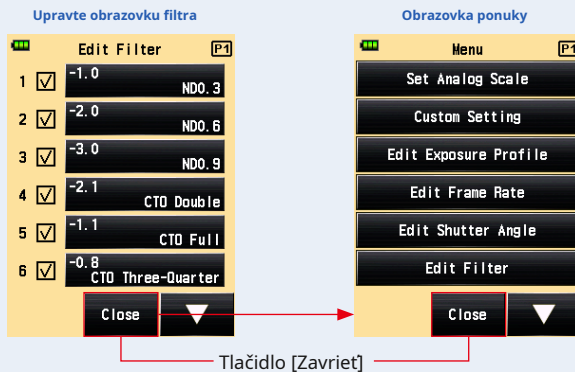 Upravte obrazovku filtra
Edit Filter P1
1 -1.0 ND0.3
2 -2.0 ND0.6
3 -3.0 ND0.9
4 -2.1 CTO Double
5 -1.1 CTO Full
6 -0.8 CTO Three-Quarter
Close
Obrazovka ponuky
Menu P1
Set Analog Scale
Custom Setting
Edit Exposure Profile
Edit Frame Rate
Edit Shutter Angle
Edit Filter
Close
Tlačidlo [Zavrieť]